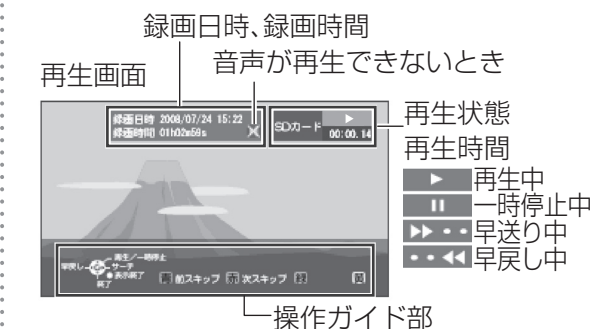 録画日時、録画時間
音声が再生できないとき
再生画面
録画日時 2008/07/24 15:22
録画時間 01h02m59s
SDカード
00:00.14
再生状態
再生時間
再生中
一時停止中
早送り中
早戻し中
再生/一時停止
早戻し サーチ
表示終了
終了
青 前スキップ 赤 次スキップ 緑 黄
操作ガイド部